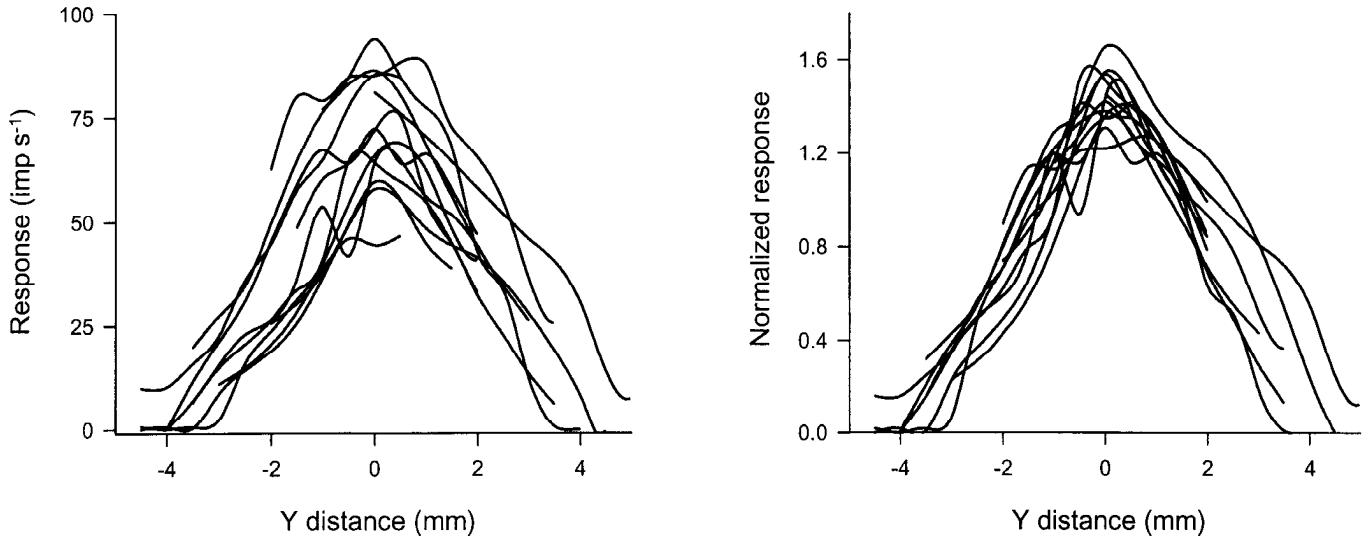 100
75
50
25
0
Response (imp s⁻¹)
-4 -2 0 2 4
Y distance (mm)
1.6
1.2
0.8
0.4
0.0
Normalized response
-4 -2 0 2 4
Y distance (mm)